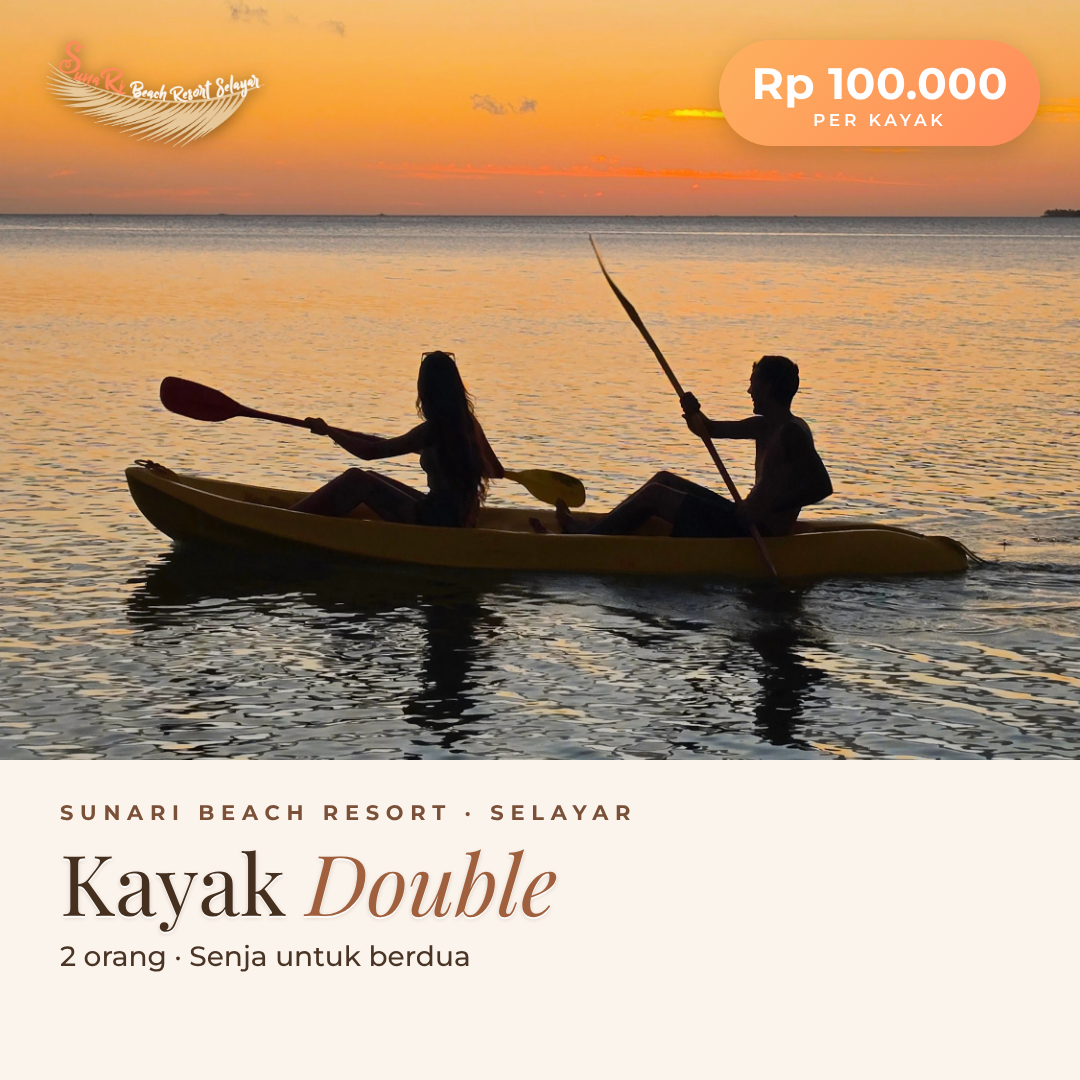 SunaRi Beach Resort Selayar
Rp 100.000
PER KAYAK
SUNARI BEACH RESORT · SELAYAR
Kayak Double
2 orang · Senja untuk berdua